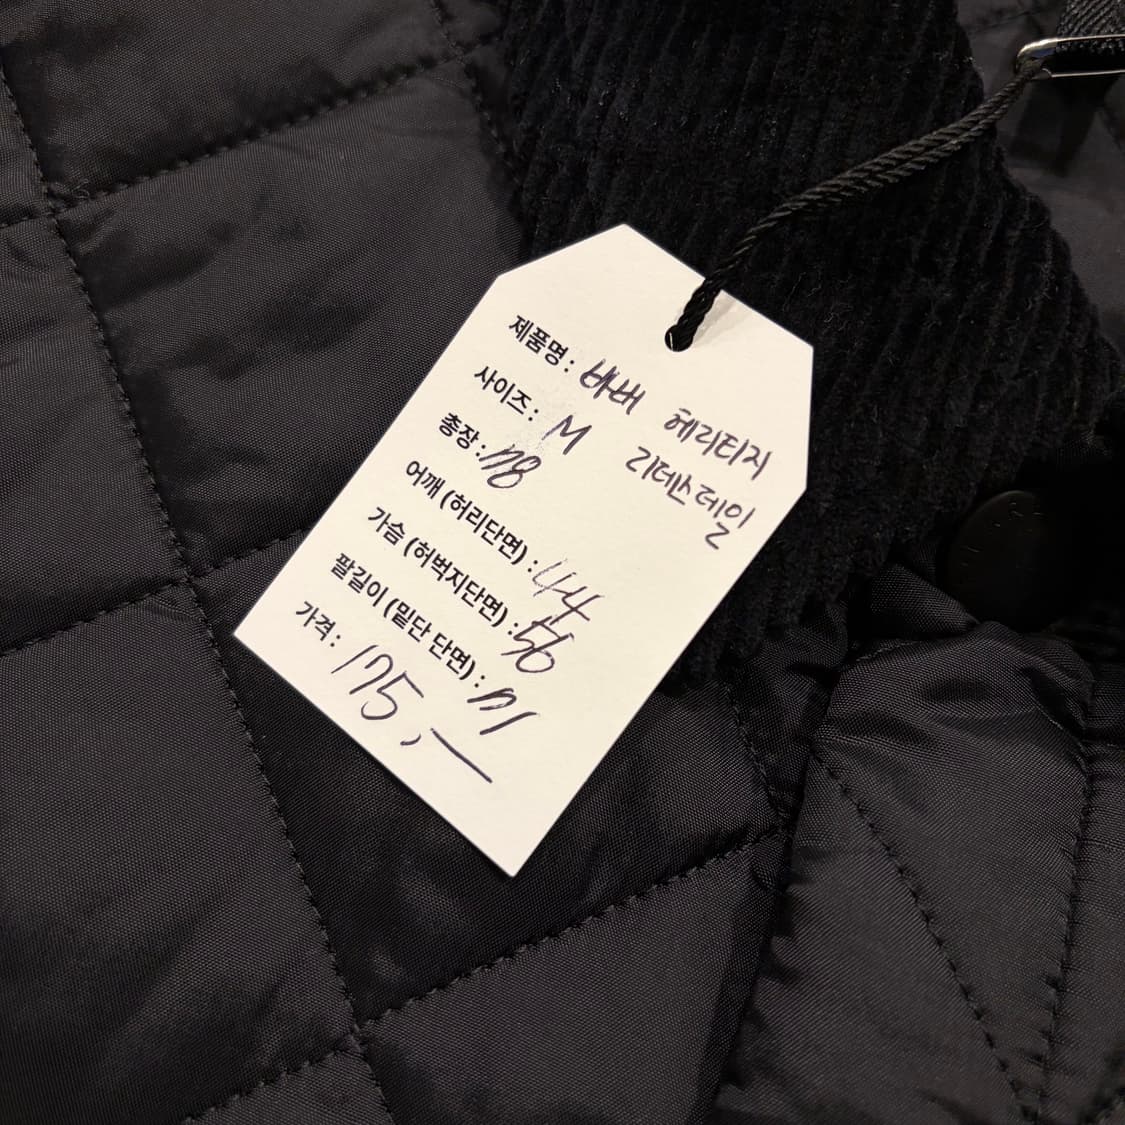 제품명 : 바버 헤리티지
리덴스데일
사이즈 : M
총장 : 78
어깨 (허리단면) : 44
가슴 (허벅지단면) : 56
팔길이 (밑단 단면) : 71
가격 : 175,—